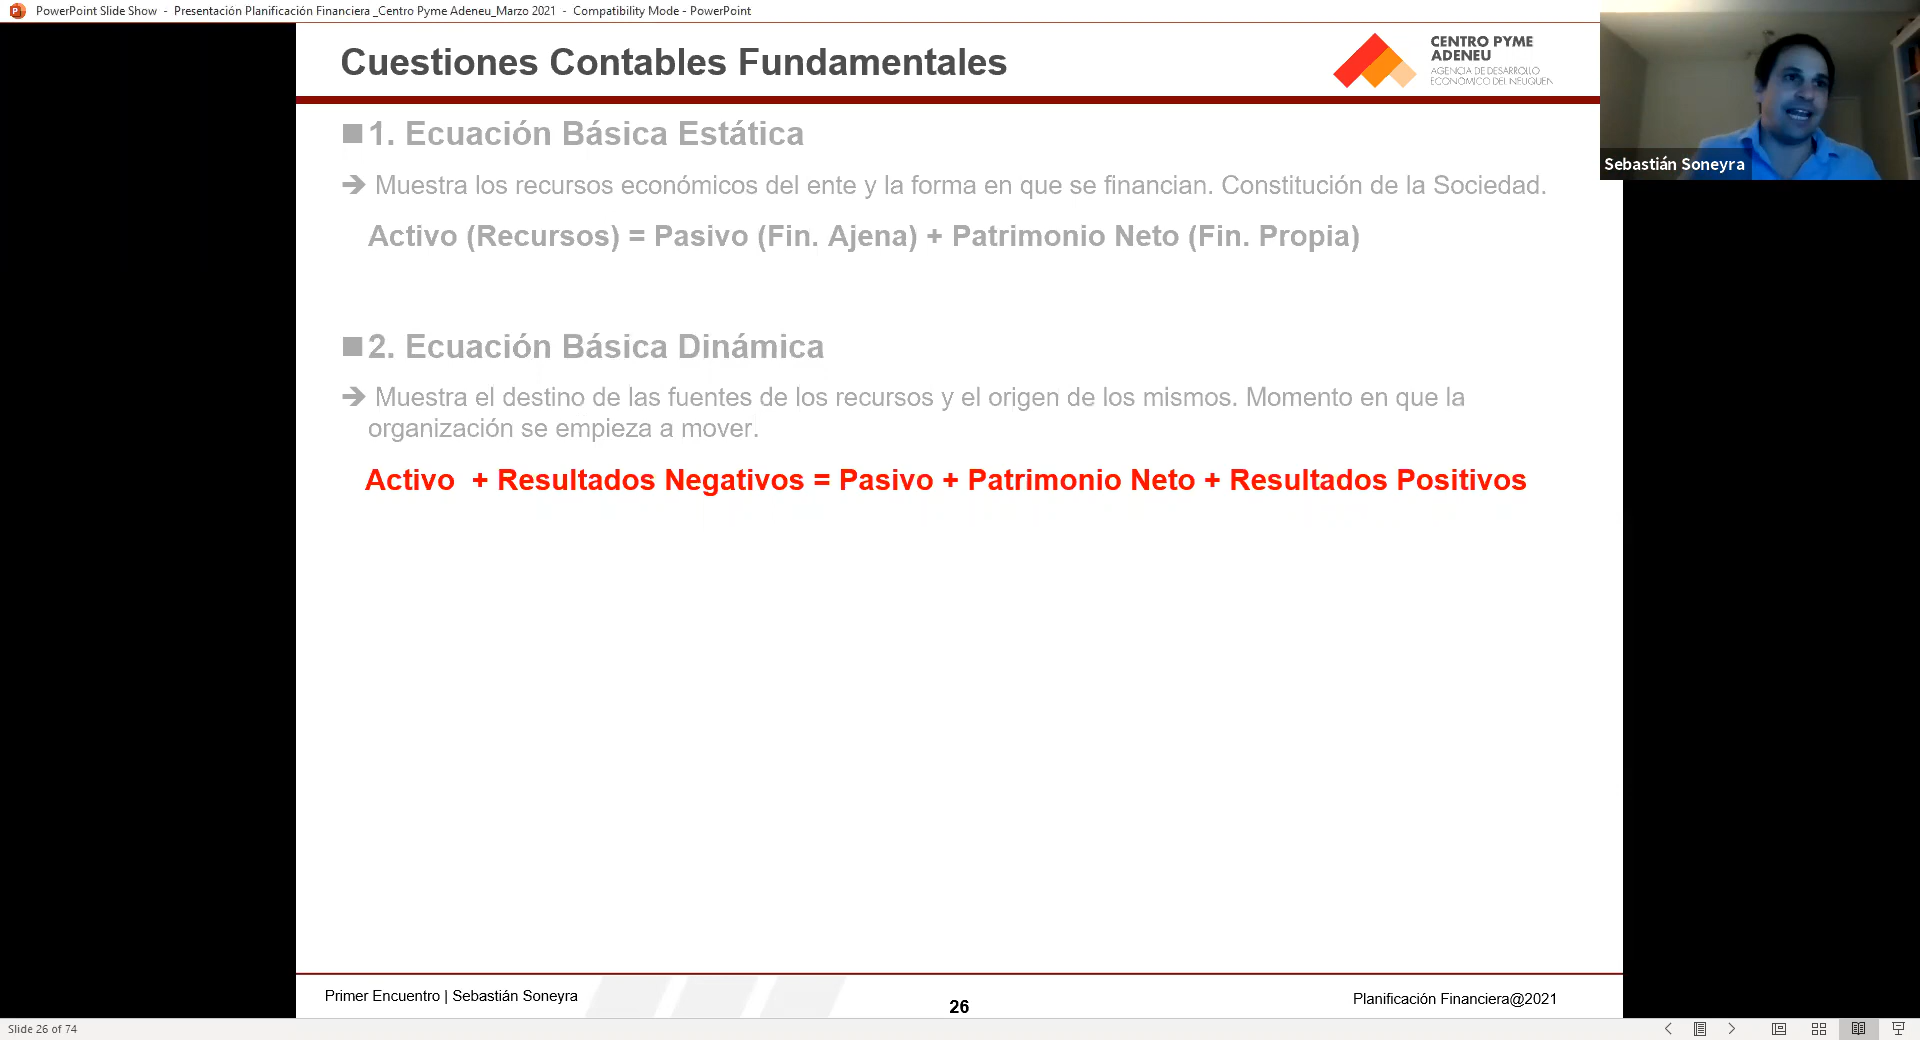 PowerPoint Slide Show - Presentación Planificación Financiera _Centro Pyme Adeneu_Marzo 2021 - Compatibility Mode - PowerPoint
Cuestiones Contables Fundamentales
CENTRO PYME
ADENEU
AGENCIA DE DESARROLLO
ECONOMICO DEL NEUQUEN
Sebastián Soneyra
1. Ecuación Básica Estática
➔ Muestra los recursos económicos del ente y la forma en que se financian. Constitución de la Sociedad.
Activo (Recursos) = Pasivo (Fin. Ajena) + Patrimonio Neto (Fin. Propia)
2. Ecuación Básica Dinámica
➔ Muestra el destino de las fuentes de los recursos y el origen de los mismos. Momento en que la
organización se empieza a mover.
Activo + Resultados Negativos = Pasivo + Patrimonio Neto + Resultados Positivos
Primer Encuentro | Sebastián Soneyra
26
Planificación Financiera@2021
Slide 26 of 74